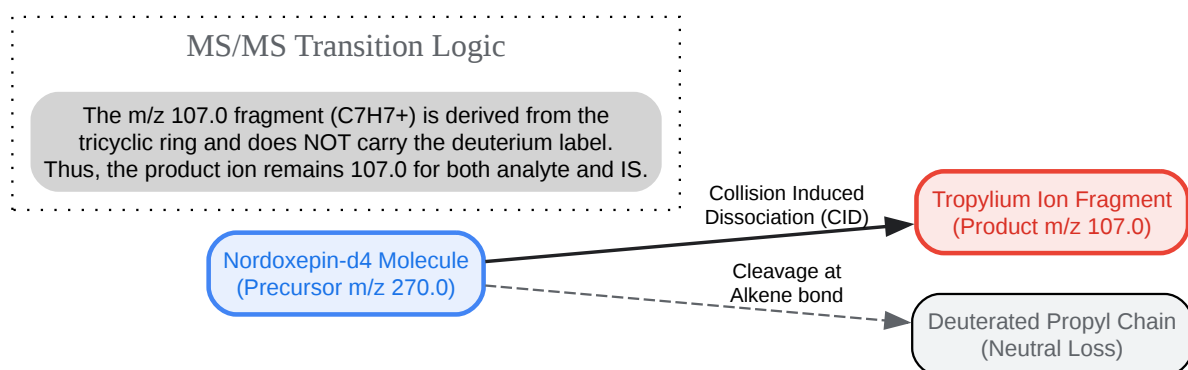 MS/MS Transition Logic
The m/z 107.0 fragment (C7H7+) is derived from the
tricyclic ring and does NOT carry the deuterium label.
Thus, the product ion remains 107.0 for both analyte and IS.
Nordoxepin-d4 Molecule
(Precursor m/z 270.0)
Collision Induced
Dissociation (CID)
Tropylium Ion Fragment
(Product m/z 107.0)
Cleavage at
Alkene bond
Deuterated Propyl Chain
(Neutral Loss)